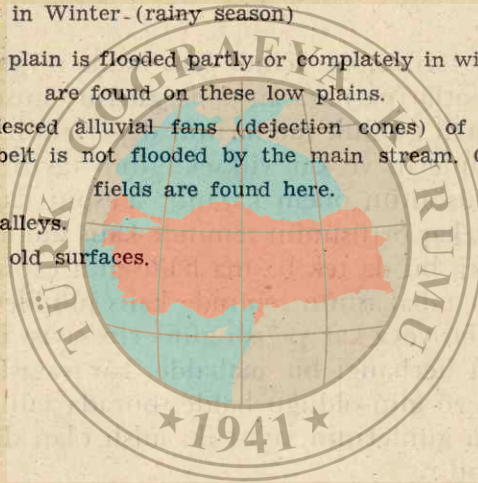 in Winter (rainy season)
plain is flooded partly or complately in wi
are found on these low plains.
esced alluvial fans (dejection cones) of
belt is not flooded by the main stream.
fields are found here.
alleys.
old surfaces.
TÜRK COĞRAFYA KURUMU
★ 1941 ★